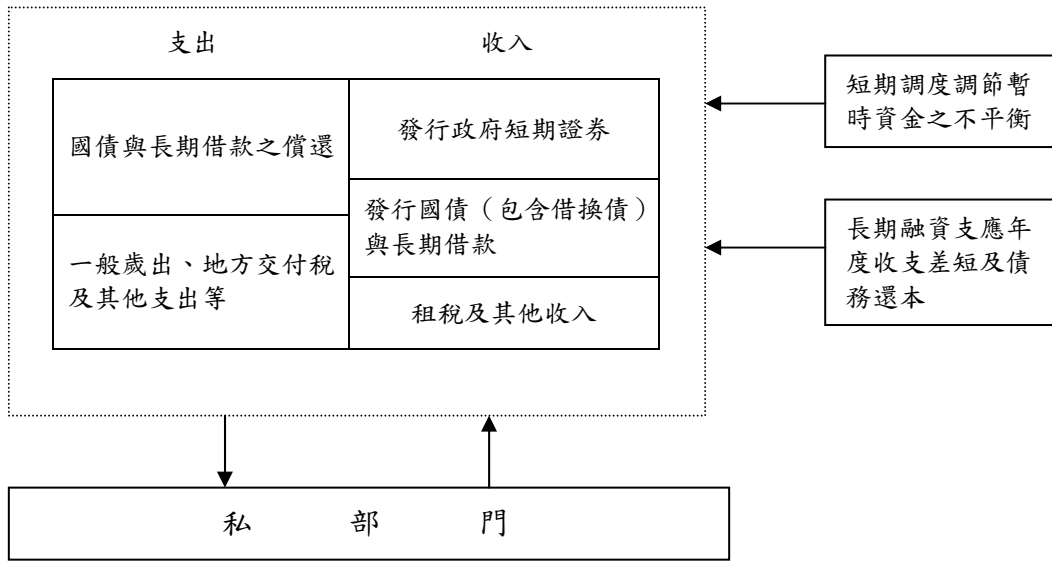 支出
收入
國債與長期借款之償還
一般歲出、地方交付稅
及其他支出等
發行政府短期證券
發行國債（包含借換債）
與長期借款
租稅及其他收入
短期調度調節暫
時資金之不平衡
長期融資支應年
度收支差短及債
務還本
私部門